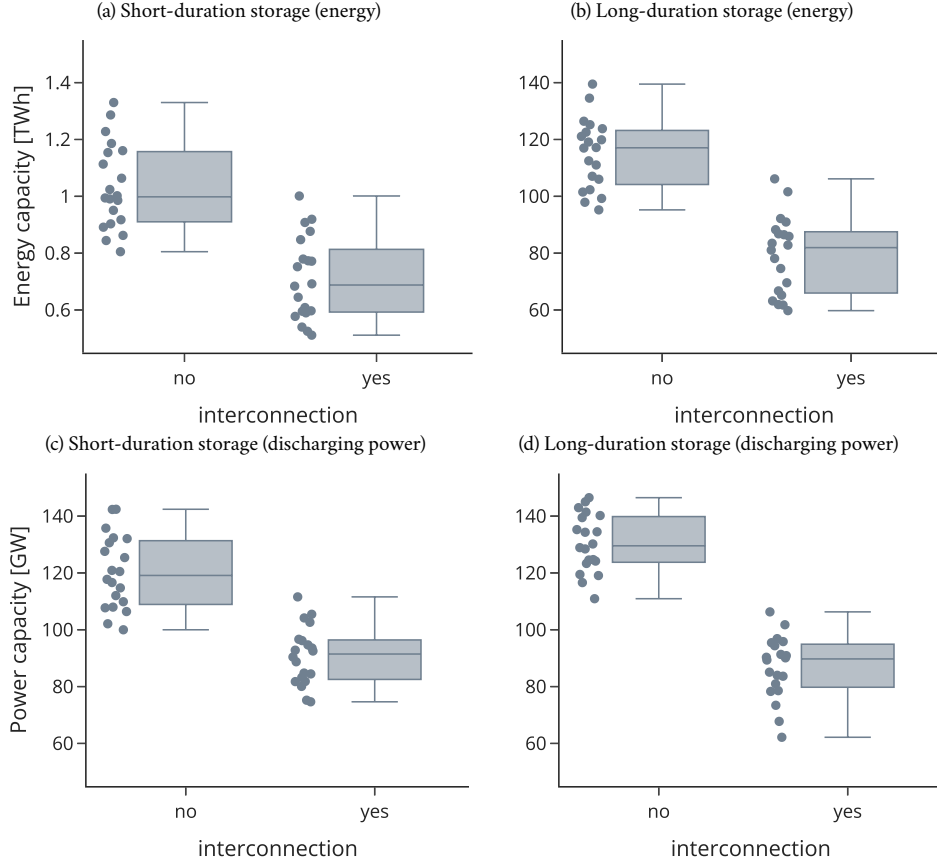 (a) Short-duration storage (energy)
Energy capacity [TWh]
1.4
1.2
1
0.8
0.6
no
yes
interconnection
(b) Long-duration storage (energy)
140
120
100
80
60
no
yes
interconnection
(c) Short-duration storage (discharging power)
Power capacity [GW]
140
120
100
80
60
no
yes
interconnection
(d) Long-duration storage (discharging power)
140
120
100
80
60
no
yes
interconnection